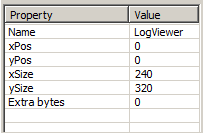 Property Value
Name LogViewer
xPos 0
yPos 0
xSize 240
ySize 320
Extra bytes 0